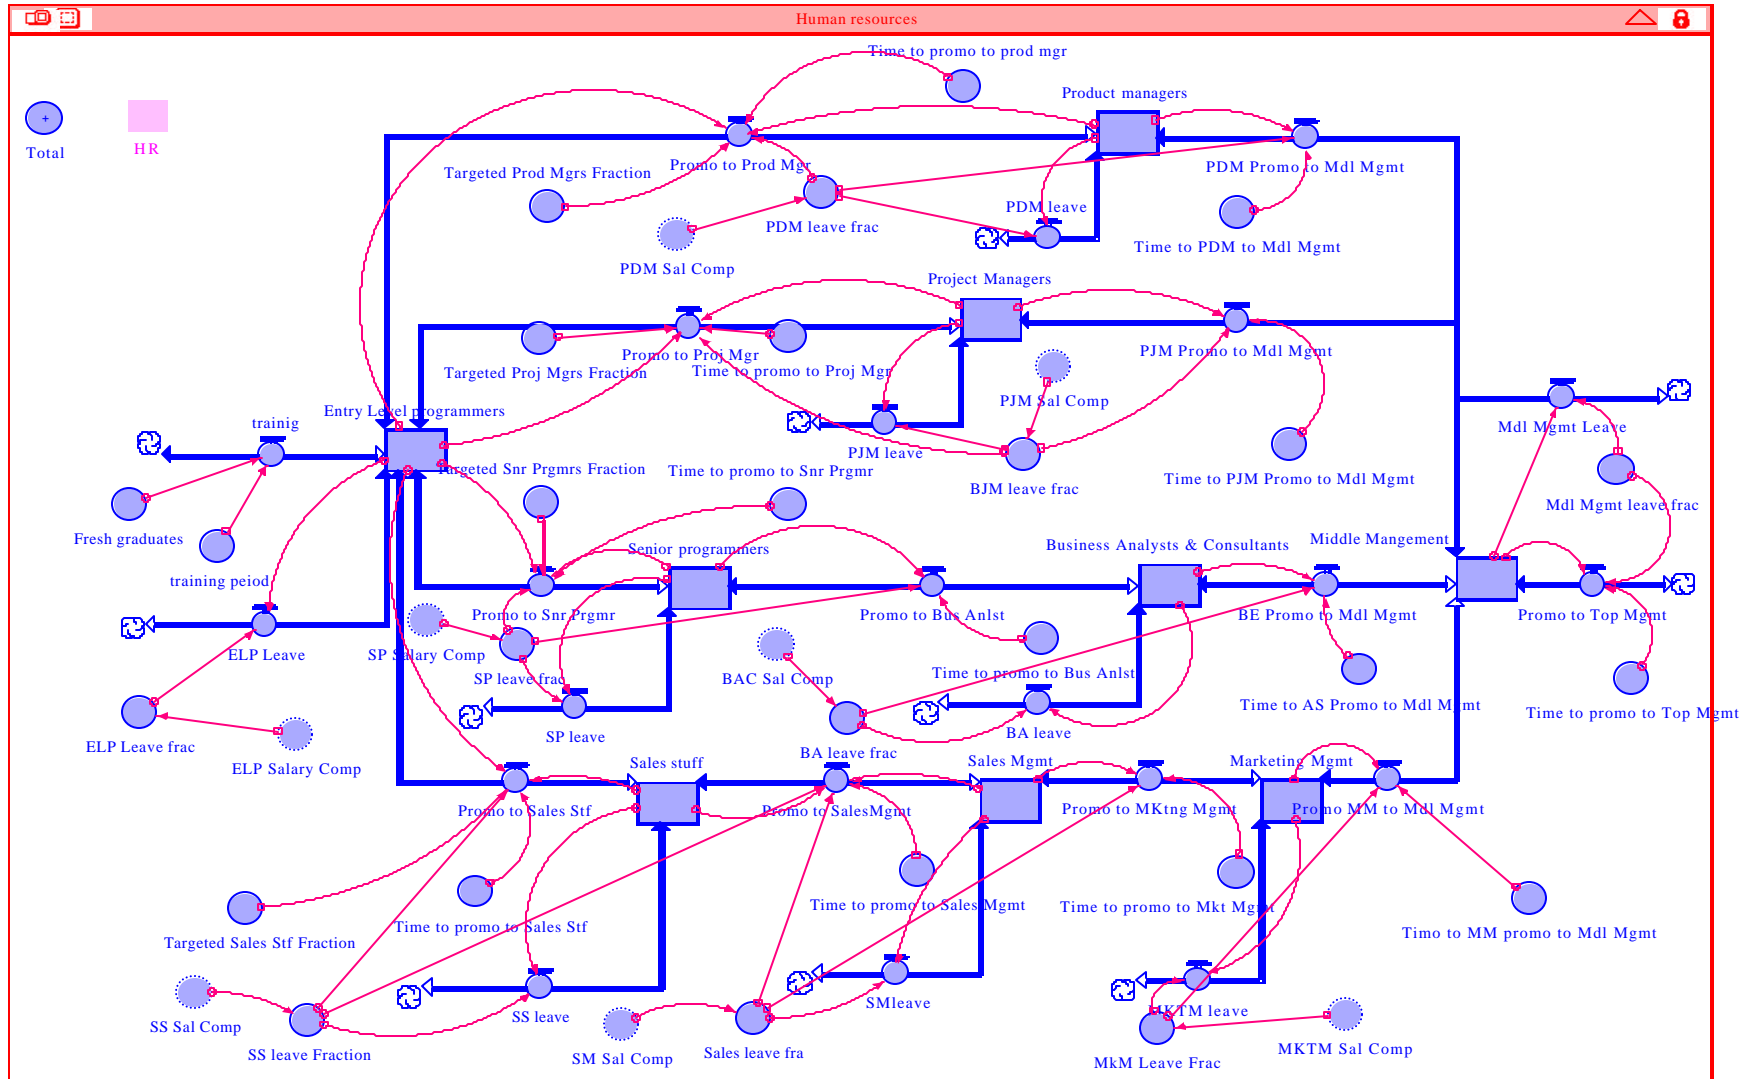 Human resources
Time to promo to prod mgr
Product managers
Total
HR
Targeted Prod Mgrs Fraction
Promo to Prod Mgr
PDM Promo to Mdl Mgmt
PDM leave frac
PDM leave
Time to PDM to Mdl Mgmt
PDM Sal Comp
Project Managers
Promo to Proj Mgr
PJM Promo to Mdl Mgmt
Targeted Proj Mgrs Fraction
Time to promo to Proj Mgr
PJM Sal Comp
Entry Level programmers
trainig
Mdl Mgmt Leave
PJM leave
Targeted Snr Prgmrs Fraction
Time to promo to Snr Prgmr
BJM leave frac
Time to PJM Promo to Mdl Mgmt
Mdl Mgmt leave frac
Fresh graduates
training peiod
Senior programmers
Business Analysts & Consultants
Middle Mangement
Promo to Snr Prgmr
Promo to Bus Anlst
BE Promo to Mdl Mgmt
Promo to Top Mgmt
ELP Leave
SP Salary Comp
SP leave frac
BAC Sal Comp
Time to promo to Bus Anlst
Time to AS Promo to Mdl Mgmt
Time to promo to Top Mgmt
ELP Leave frac
ELP Salary Comp
SP leave
BA leave frac
BA leave
Sales stuff
Sales Mgmt
Marketing Mgmt
Promo to Sales Stf
Promo to SalesMgmt
Promo to MKtng Mgmt
Promo MM to Mdl Mgmt
Time to promo to Sales Mgmt
Time to promo to Mkt Mgmt
Time to promo to Sales Stf
Targeted Sales Stf Fraction
Timo to MM promo to Mdl Mgmt
SS Sal Comp
SS leave
SMleave
MKTM leave
SS leave Fraction
SM Sal Comp
Sales leave fra
MkM Leave Frac
MKTM Sal Comp